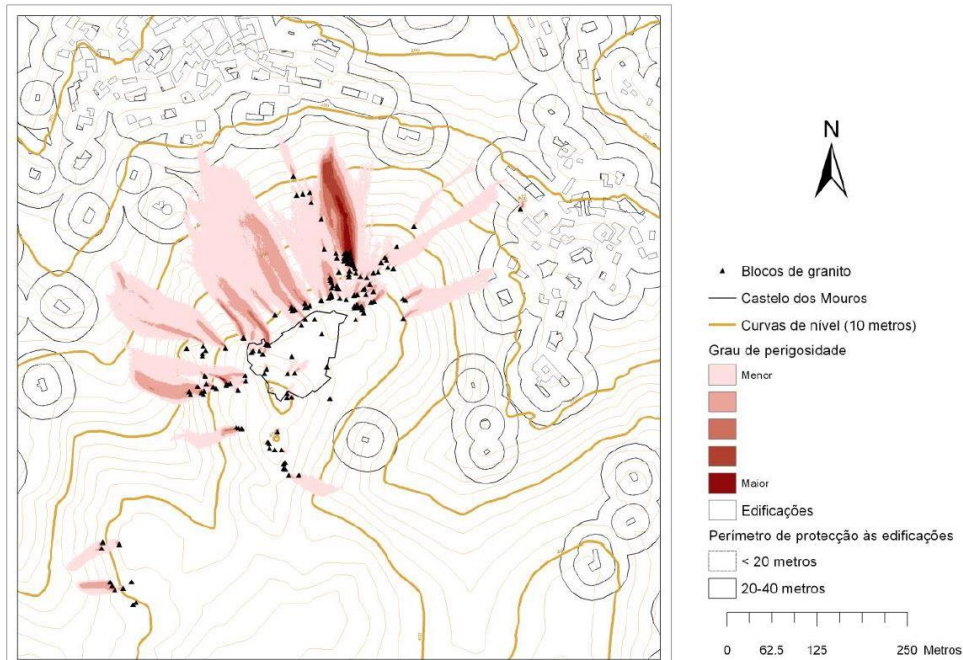 N
Blocos de granito
Castelo dos Mouros
Curvas de nível (10 metros)
Grau de perigosidade
Menor
Maior
Edificações
Perímetro de protecção às edificações
< 20 metros
20-40 metros
0 62.5 125 250 Metros